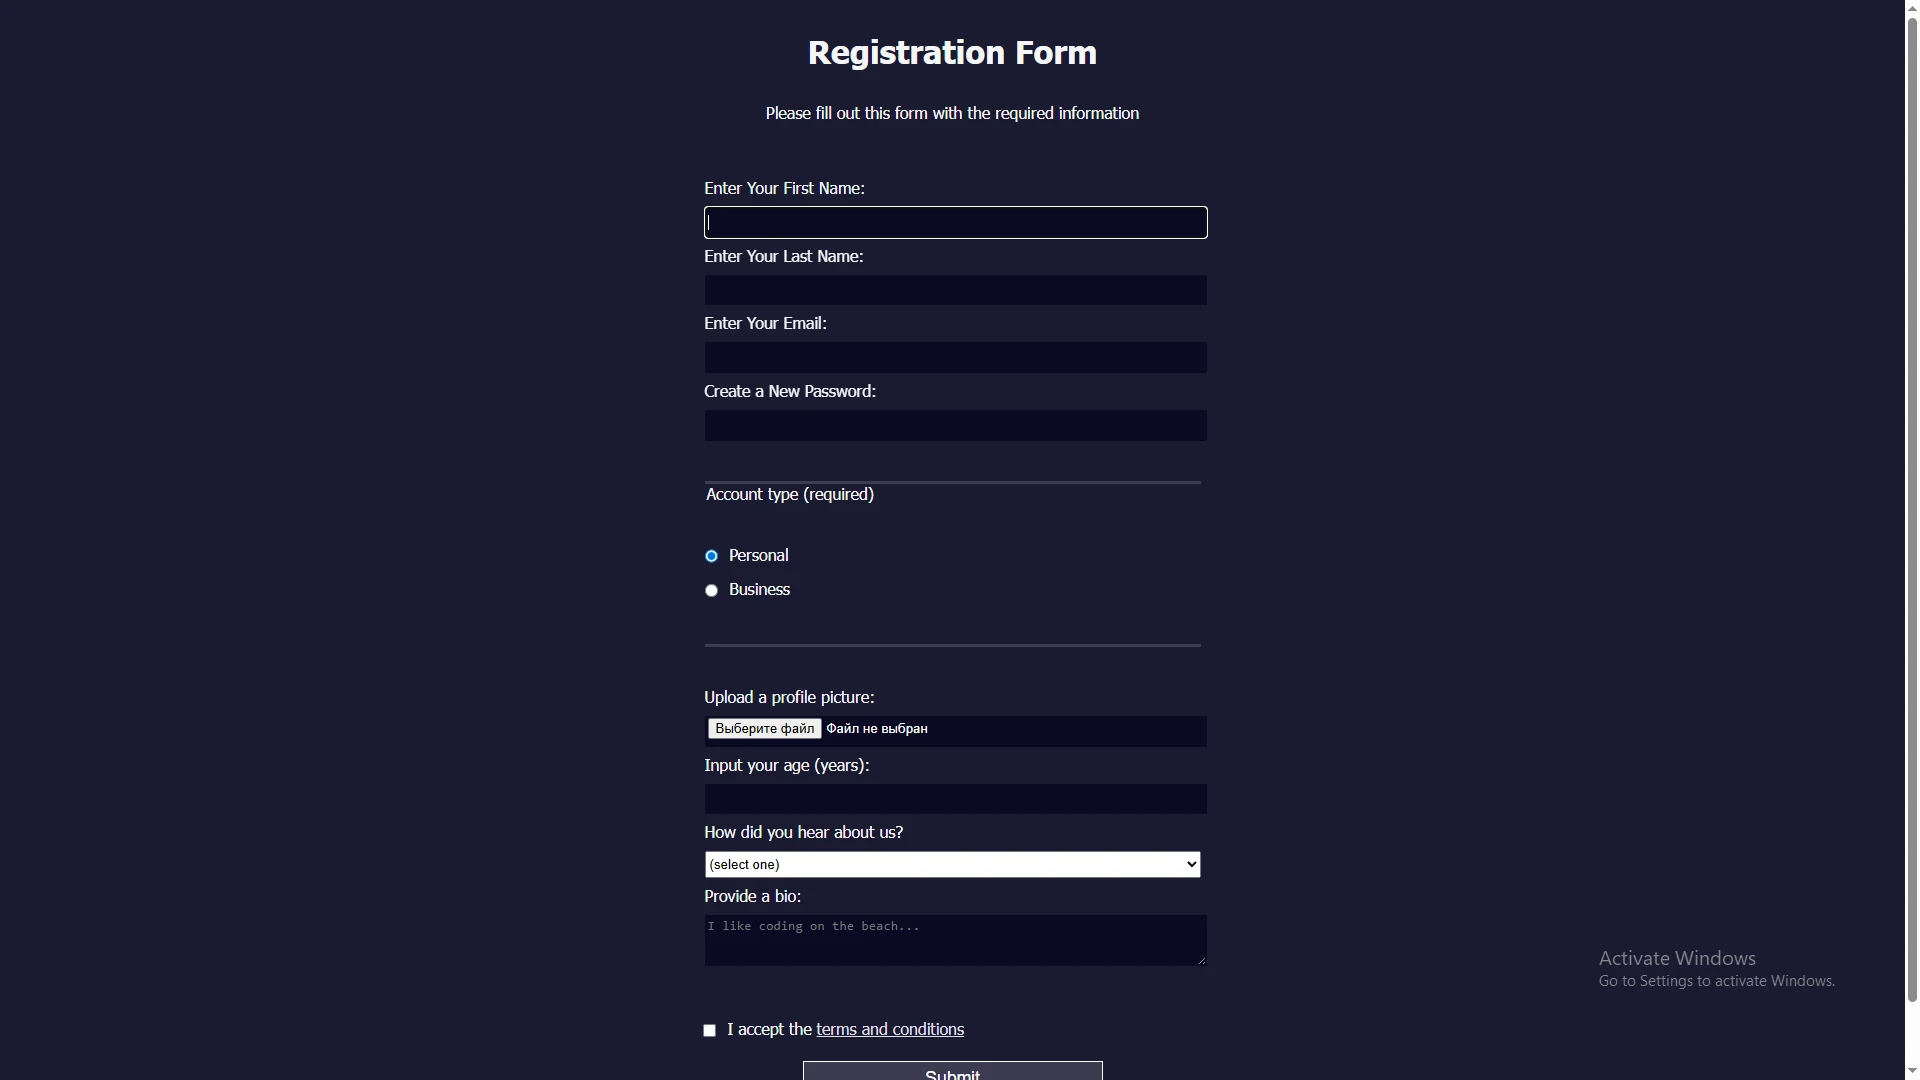 Registration Form
Please fill out this form with the required information
Enter Your First Name:
Enter Your Last Name:
Enter Your Email:
Create a New Password:
Account type (required)
Personal
Business
Upload a profile picture:
Выберите файл Файл не выбран
Input your age (years):
How did you hear about us?
(select one)
Provide a bio:
I like coding on the beach...
Activate Windows
Go to Settings to activate Windows.
I accept the terms and conditions
Submit